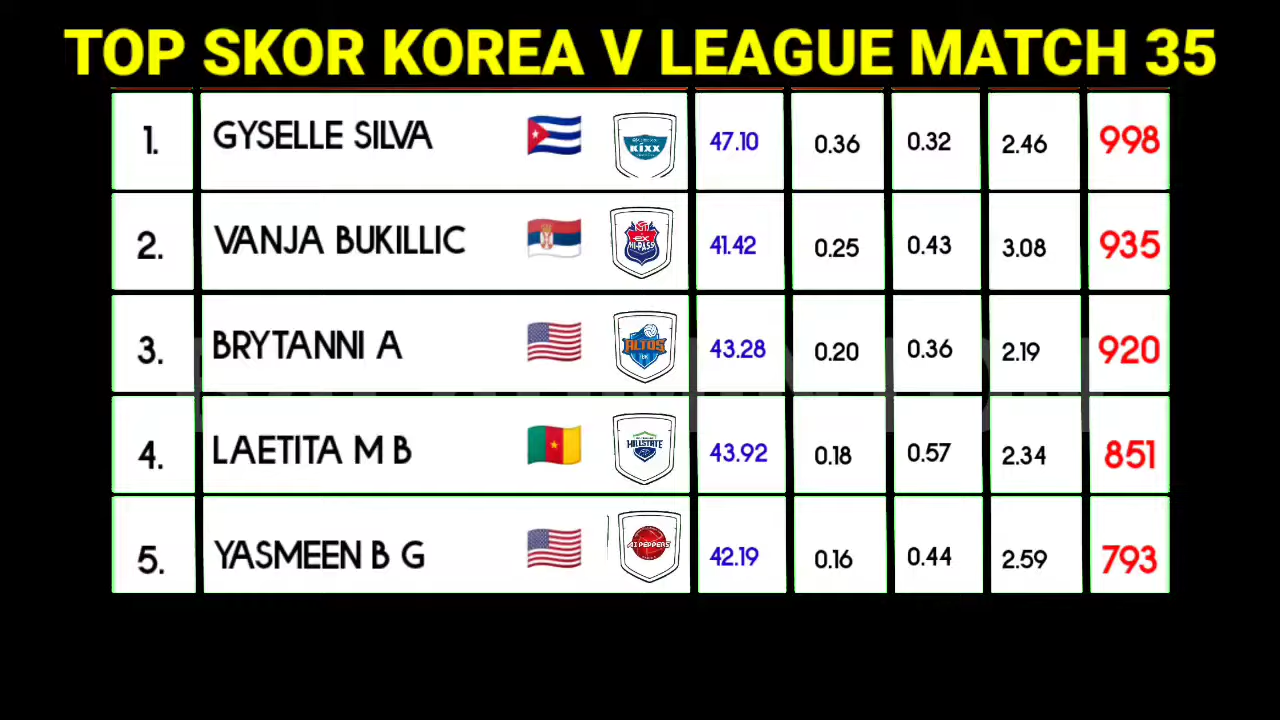 TOP SKOR KOREA V LEAGUE MATCH 35
1. GYSELLE SILVA KIXX 47.10 0.36 0.32 2.46 998
2. VANJA BUKILLIC HI-PASS 41.42 0.25 0.43 3.08 935
3. BRYTANNI A ALTOS 43.28 0.20 0.36 2.19 920
4. LAETITA M B HILLSTATE 43.92 0.18 0.57 2.34 851
5. YASMEEN B G AI PEPPERS 42.19 0.16 0.44 2.59 793